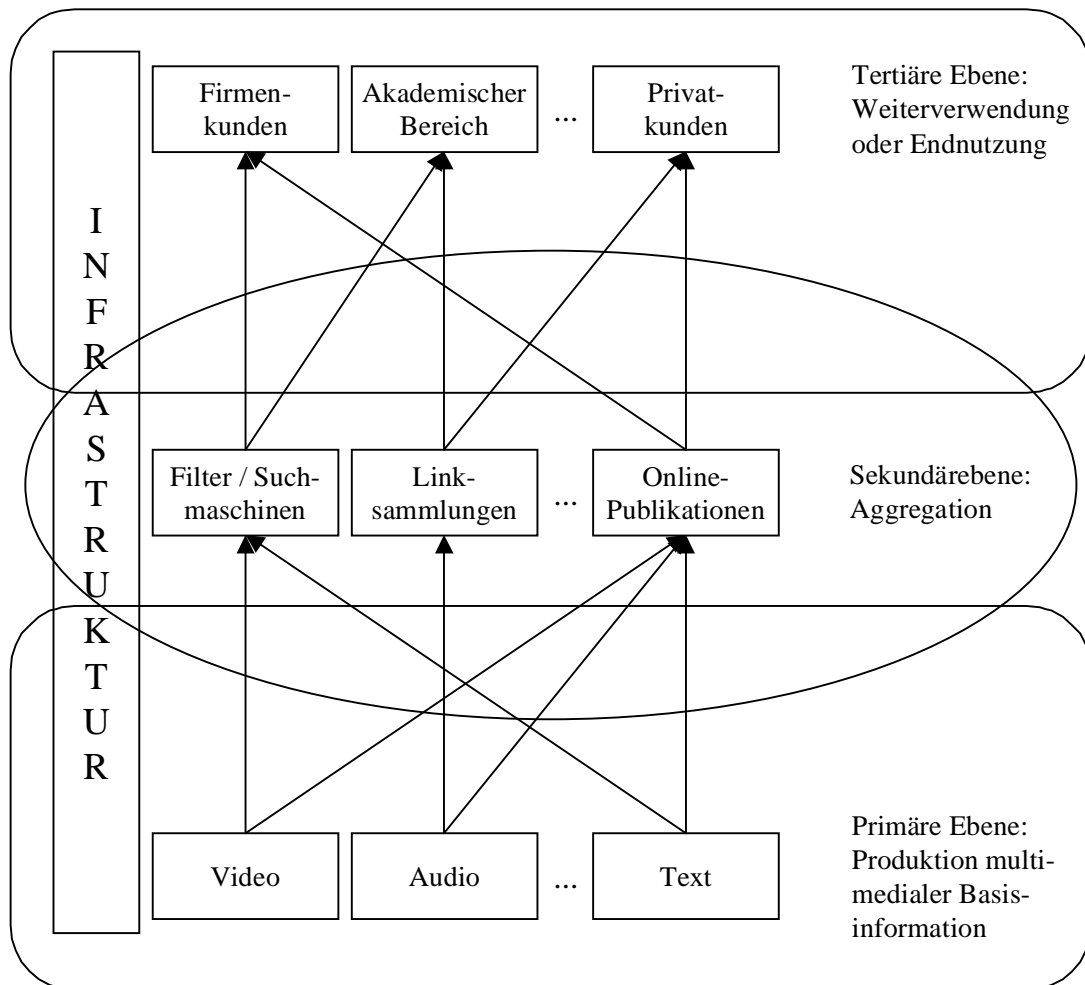 Firmen-
kunden
Akademischer
Bereich
...
Privat-
kunden
Tertiäre Ebene:
Weiterverwendung
oder Endnutzung
I
N
F
R
A
S
T
R
U
K
T
U
R
Filter / Such-
maschinen
Link-
sammlungen
...
Online-
Publikationen
Sekundärebene:
Aggregation
Video
Audio
...
Text
Primäre Ebene:
Produktion multi-
medialer Basis-
information